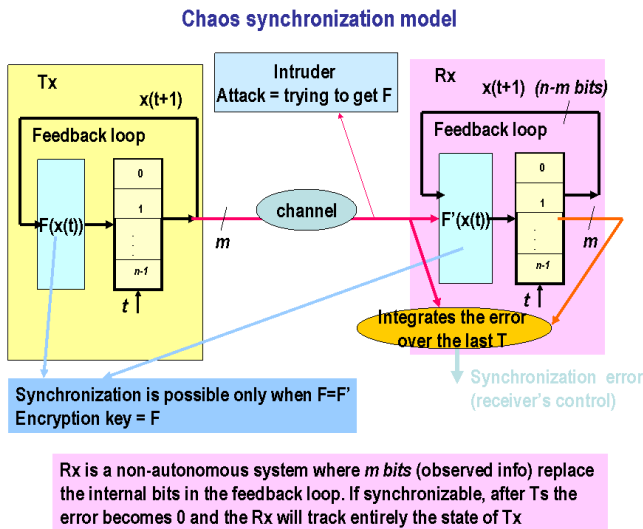 Chaos synchronization model
Tx
x(t+1)
Feedback loop
F(x(t))
0
1
.
.
.
n-1
t
m
Intruder
Attack = trying to get F
channel
Rx
x(t+1) (n-m bits)
Feedback loop
F'(x(t))
0
1
.
.
.
n-1
t
m
Integrates the error
over the last T
Synchronization error
(receiver's control)
Synchronization is possible only when F=F'
Encryption key = F
Rx is a non-autonomous system where m bits (observed info) replace
the internal bits in the feedback loop. If synchronizable, after Ts the
error becomes 0 and the Rx will track entirely the state of Tx